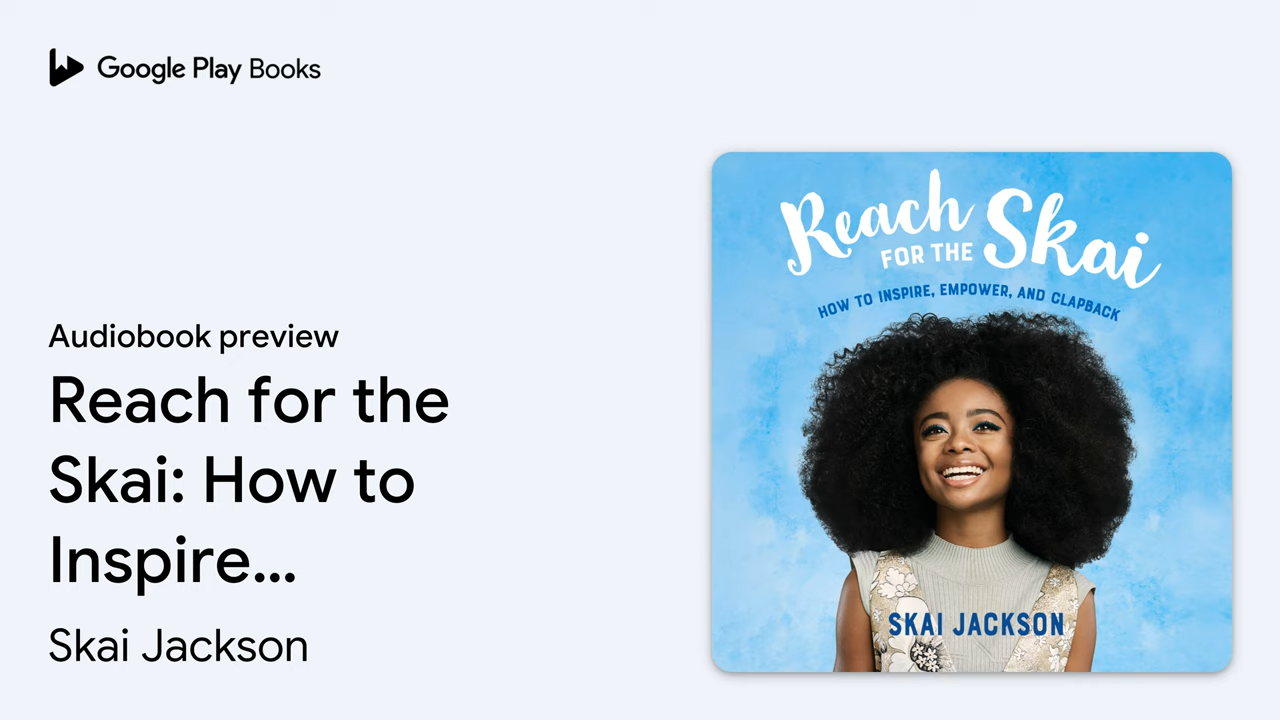 Google Play Books
Audiobook preview
Reach for the
Skai: How to
Inspire...
Skai Jackson
Reach
FOR THE Skai
HOW TO INSPIRE, EMPOWER, AND CLAPBACK
SKAI JACKSON